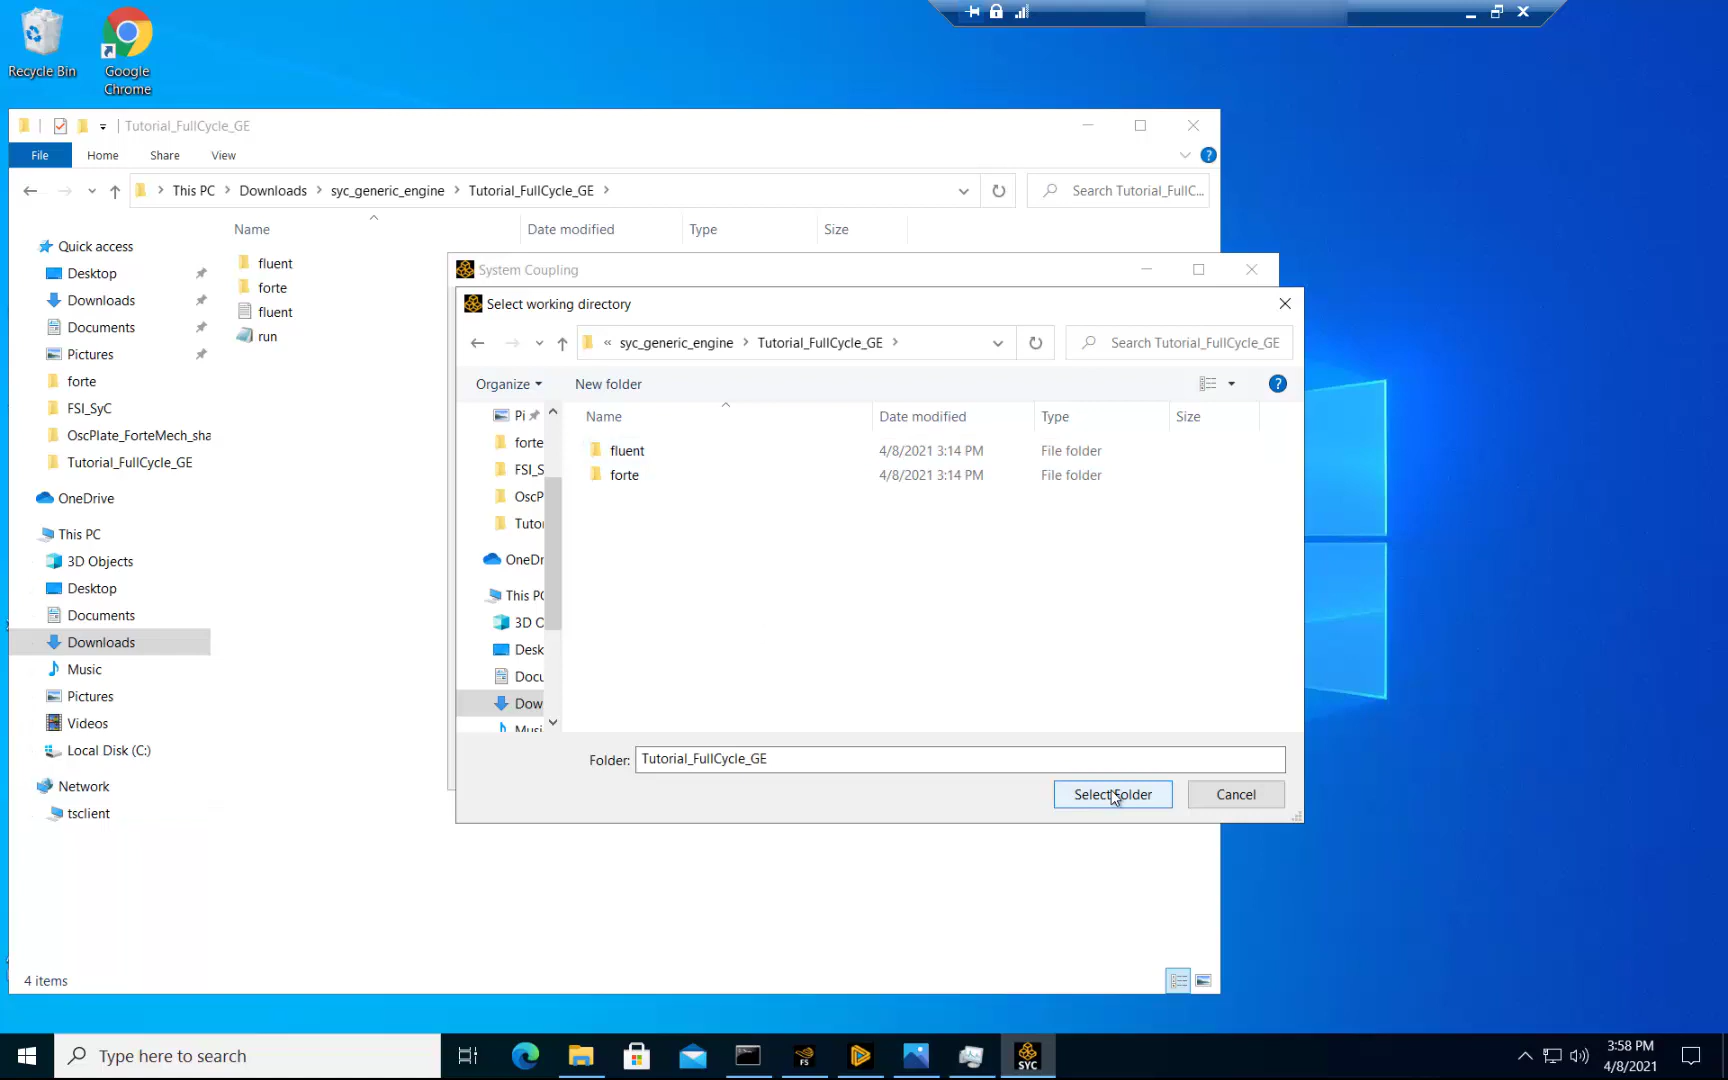 Recycle Bin
Google
Chrome
Tutorial_FullCycle_GE
File Home Share View
This PC Downloads syc_generic_engine Tutorial_FullCycle_GE
Search Tutorial_FullC...
Name Date modified Type Size
Quick access
Desktop
Downloads
Documents
Pictures
forte
FSI_SyC
OscPlate_ForteMech_sha
Tutorial_FullCycle_GE
OneDrive
This PC
3D Objects
Desktop
Documents
Downloads
Music
Pictures
Videos
Local Disk (C:)
Network
tsclient
fluent
forte
fluent
run
4 items
System Coupling
Select working directory
« syc_generic_engine Tutorial_FullCycle_GE
Search Tutorial_FullCycle_GE
Organize New folder
Name Date modified Type Size
Pi
forte
FSI_S
OscP
Tuto
OneDr
This PC
3D O
Desk
Docu
Dow
Musi
fluent 4/8/2021 3:14 PM File folder
forte 4/8/2021 3:14 PM File folder
Folder: Tutorial_FullCycle_GE
Select Folder Cancel
Type here to search
FS
SYC
3:58 PM
4/8/2021